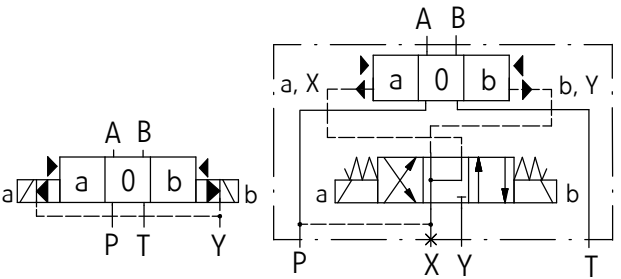 A B
a a 0 b b
P T Y
A B
a, X a 0 b b, Y
a b
P X Y T